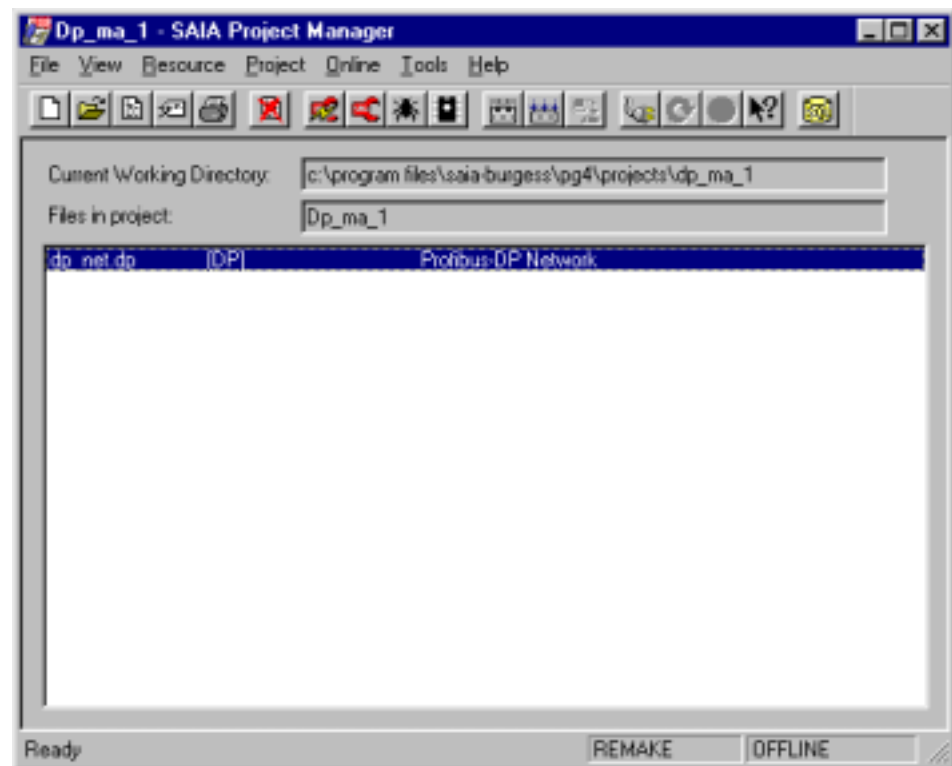 Dp_ma_1 - SAIA Project Manager
File View Resource Project Online Tools Help
Current Working Directory: c:\program files\saia-burgess\pg4\projects\dp_ma_1
Files in project: Dp_ma_1
dp_net.dp [DP] Profibus-DP Network
Ready REMAKE OFFLINE